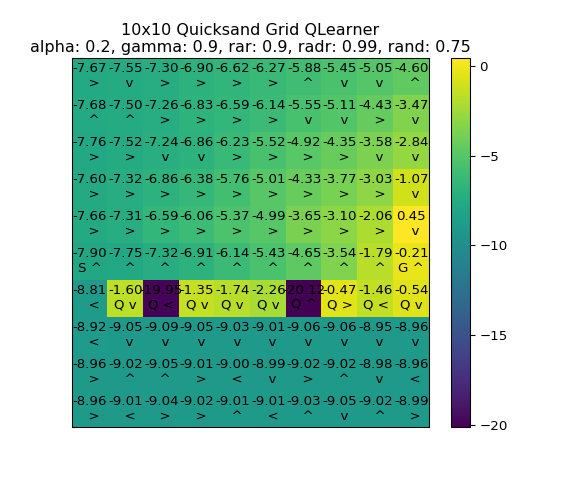 10x10 Quicksand Grid QLearner
alpha: 0.2, gamma: 0.9, rar: 0.9, radr: 0.99, rand: 0.75
-7.67 -7.55 -7.30 -6.90 -6.62 -6.27 -5.88 -5.45 -5.05 -4.60
> v > > > > ^ v v ^
-7.68 -7.50 -7.26 -6.83 -6.59 -6.14 -5.55 -5.11 -4.43 -3.47
^ ^ > > > > v v > v
-7.76 -7.52 -7.24 -6.86 -6.23 -5.52 -4.92 -4.35 -3.58 -2.84
> > v v > > > > v v
-7.60 -7.32 -6.86 -6.38 -5.76 -5.01 -4.33 -3.77 -3.03 -1.07
> > > > > > > > > v
-7.66 -7.31 -6.59 -6.06 -5.37 -4.99 -3.65 -3.10 -2.06 0.45
> > > > > > > > > v
-7.90 -7.75 -7.32 -6.91 -6.14 -5.43 -4.65 -3.54 -1.79 -0.21
S ^ ^ ^ ^ ^ ^ ^ ^ ^ G ^
-8.81 -1.60 -19.95 -1.35 -1.74 -2.26 -20.12 -0.47 -1.46 -0.54
< Q v Q < Q v Q v Q v Q ^ Q > Q < Q v
-8.92 -9.05 -9.09 -9.05 -9.03 -9.01 -9.06 -9.06 -8.95 -8.96
< v v v v v v v v v
-8.96 -9.02 -9.05 -9.01 -9.00 -8.99 -9.02 -9.02 -8.98 -8.96
> ^ ^ > < v > ^ v <
-8.96 -9.01 -9.04 -9.02 -9.01 -9.01 -9.03 -9.05 -9.02 -8.99
> < > > ^ < ^ v ^ >
0
−5
−10
−15
−20